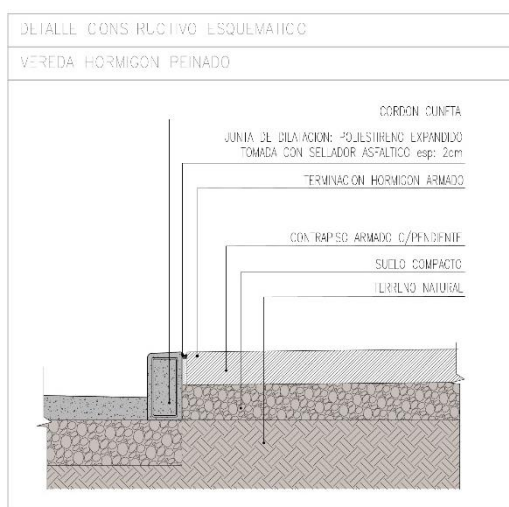 DETALLE CONSTRUCTIVO ESQUEMATICO
VEREDA HORMIGON PEINADO
CORDON CUNETA
JUNTA DE DILATACION: POLIESTIRENO EXPANDIDO
TOMADA CON SELLADOR ASFALTICO esp: 2cm
TERMINACION HORMIGON ARMADO
CONTRAPISO ARMADO C/PENDIENTE
SUELO COMPACTO
TERRENO NATURAL